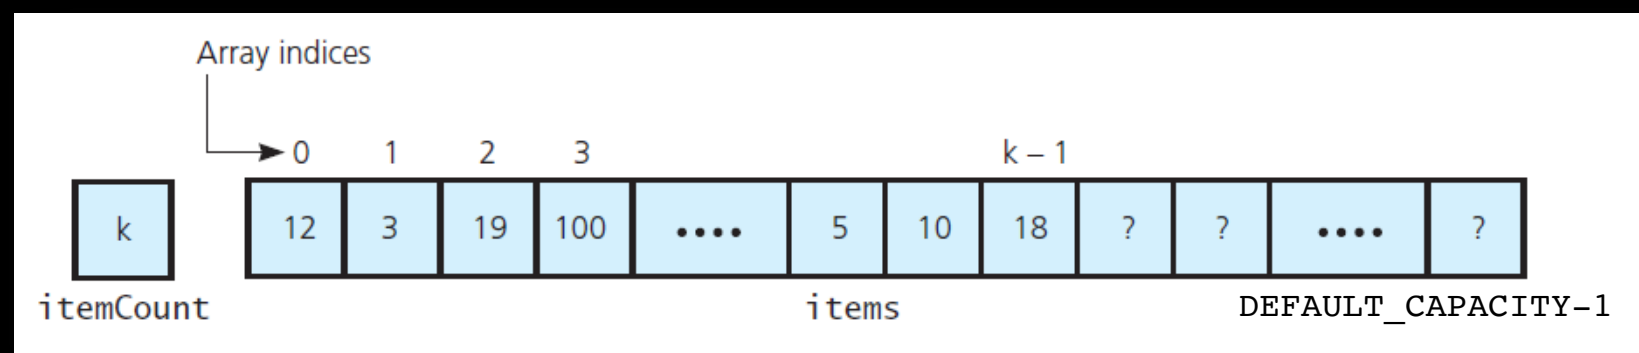 Array indices
0 1 2 3 k – 1
k 12 3 19 100 •••• 5 10 18 ? ? •••• ?
itemCount items DEFAULT_CAPACITY-1